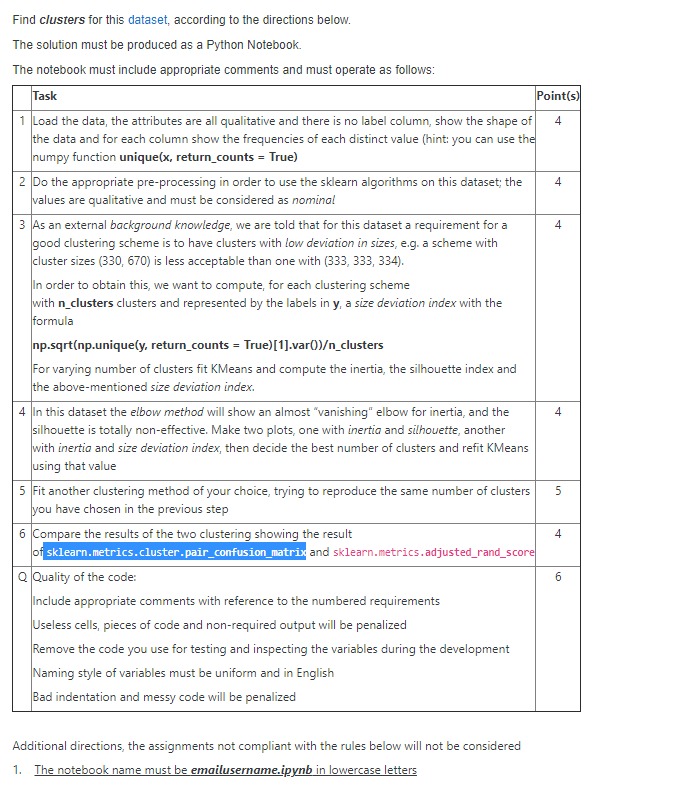 Find clusters for this dataset, according to the directions below.
The solution must be produced as a Python Notebook.
The notebook must include appropriate comments and must operate as follows:
Task Point(s)
1 Load the data, the attributes are all qualitative and there is no label column, show the shape of 4
the data and for each column show the frequencies of each distinct value (hint: you can use the
numpy function unique(x, return_counts = True)
2 Do the appropriate pre-processing in order to use the sklearn algorithms on this dataset; the 4
values are qualitative and must be considered as nominal
3 As an external background knowledge, we are told that for this dataset a requirement for a 4
good clustering scheme is to have clusters with low deviation in sizes, e.g. a scheme with
cluster sizes (330, 670) is less acceptable than one with (333, 333, 334).
In order to obtain this, we want to compute, for each clustering scheme
with n_clusters clusters and represented by the labels in y, a size deviation index with the
formula
np.sqrt(np.unique(y, return_counts = True)[1].var())/n_clusters
For varying number of clusters fit KMeans and compute the inertia, the silhouette index and
the above-mentioned size deviation index.
4 In this dataset the elbow method will show an almost "vanishing" elbow for inertia, and the 4
silhouette is totally non-effective. Make two plots, one with inertia and silhouette, another
with inertia and size deviation index, then decide the best number of clusters and refit KMeans
using that value
5 Fit another clustering method of your choice, trying to reproduce the same number of clusters 5
you have chosen in the previous step
6 Compare the results of the two clustering showing the result 4
of sklearn.metrics.cluster.pair_confusion_matrix and sklearn.metrics.adjusted_rand_score
Q Quality of the code: 6
Include appropriate comments with reference to the numbered requirements
Useless cells, pieces of code and non-required output will be penalized
Remove the code you use for testing and inspecting the variables during the development
Naming style of variables must be uniform and in English
Bad indentation and messy code will be penalized
Additional directions, the assignments not compliant with the rules below will not be considered
1. The notebook name must be emailusername.ipynb in lowercase letters